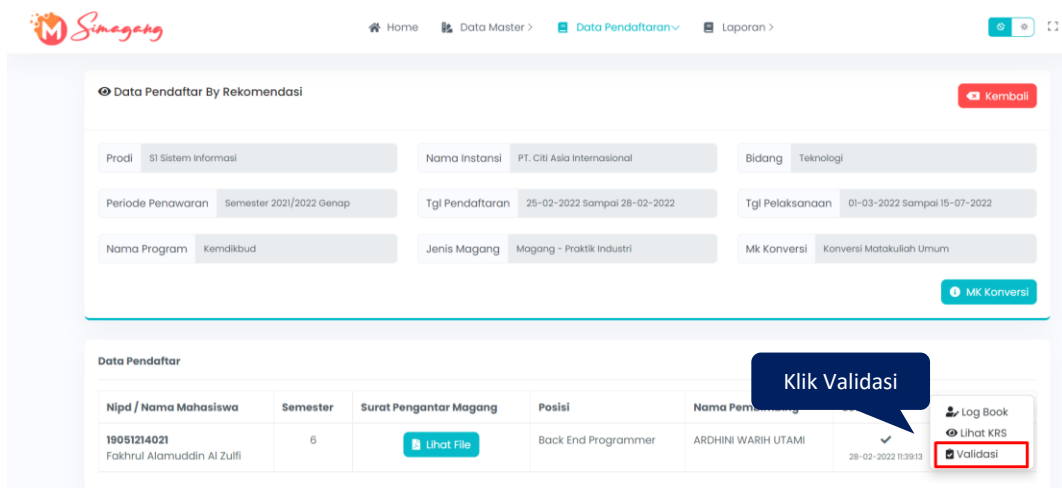 M Simagang
Home Data Master > Data Pendaftaran Laporan >
Data Pendaftar By Rekomendasi
Kembali
Prodi S1 Sistem Informasi Nama Instansi PT. Citi Asia Internasional Bidang Teknologi
Periode Penawaran Semester 2021/2022 Genap Tgl Pendaftaran 25-02-2022 Sampai 28-02-2022 Tgl Pelaksanaan 01-03-2022 Sampai 15-07-2022
Nama Program Kemdikbud Jenis Magang Magang - Praktik Industri Mk Konversi Konversi Matakuliah Umum
MK Konversi
Data Pendaftar
Klik Validasi
Nipd / Nama Mahasiswa Semester Surat Pengantar Magang Posisi Nama
Log Book
19051214021 6 Lihat File Back End Programmer ARDHINI WARIH UTAMI
Lihat KRS
Fakhrul Alamuddin Al Zulfi 28-02-2022 11:39:13
Validasi